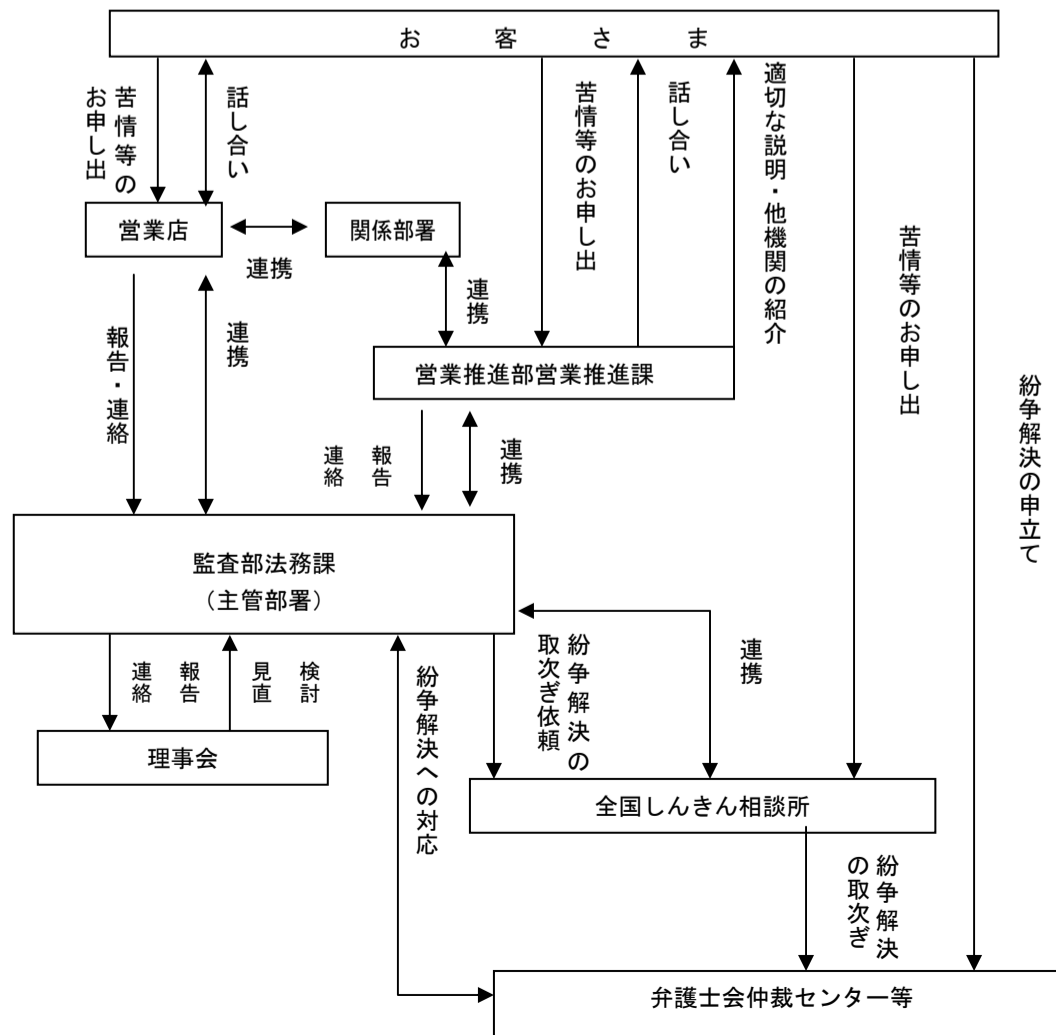 お客さま
苦情等の
お申し出
話し合い
苦情等のお申し出
話し合い
適切な説明・他機関の紹介
営業店
連携
関係部署
連携
苦情等のお申し出
紛争解決の申立て
報告・連絡
連携
営業推進部営業推進課
報告
連絡
連携
監査部法務課
（主管部署）
報告
連絡
検討
見直
紛争解決への対応
紛争解決の
取次ぎ依頼
連携
理事会
全国しんきん相談所
紛争解決
の取次ぎ
弁護士会仲裁センター等